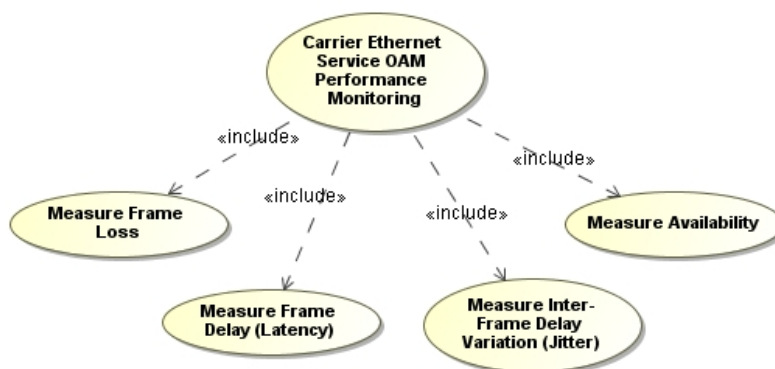 Carrier Ethernet
Service OAM
Performance
Monitoring
«include»
«include»
«include»
«include»
Measure Frame
Loss
Measure Availability
Measure Frame
Delay (Latency)
Measure Inter-
Frame Delay
Variation (Jitter)